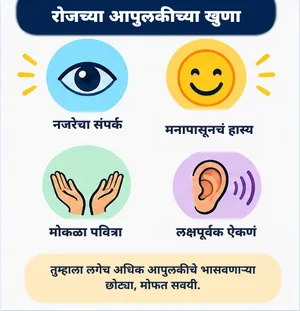 रोजच्या आपुलकीच्या खुणा
नजरेचा संपर्क
मनापासूनचं हास्य
मोकळा पवित्रा
लक्षपूर्वक ऐकणं
तुम्हाला लगेच अधिक आपुलकीचे भासवणाऱ्या
छोट्या, मोफत सवयी.